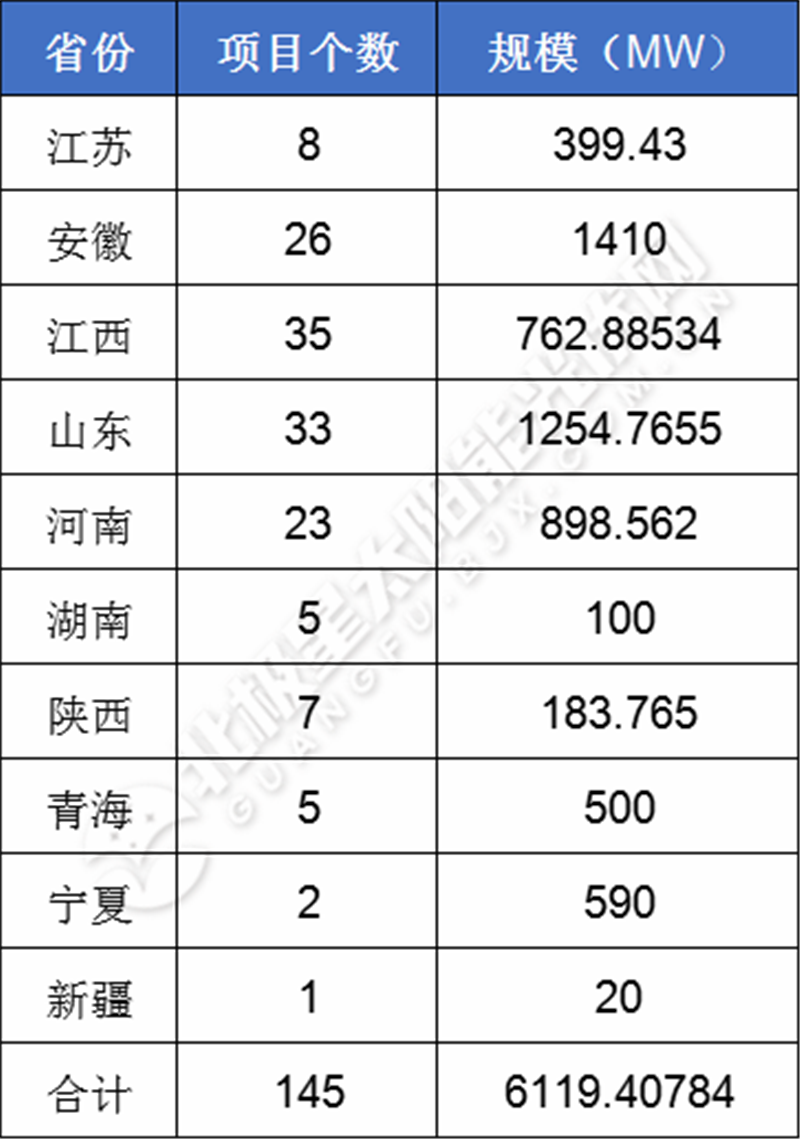 省份 项目个数 规模（MW）
江苏 8 399.43
安徽 26 1410
江西 35 762.88534
山东 33 1254.7655
河南 23 898.562
湖南 5 100
陕西 7 183.765
青海 5 500
宁夏 2 590
新疆 1 20
合计 145 6119.40784
北极星太阳能光伏网
GUANGFU.BJX.COM.CN